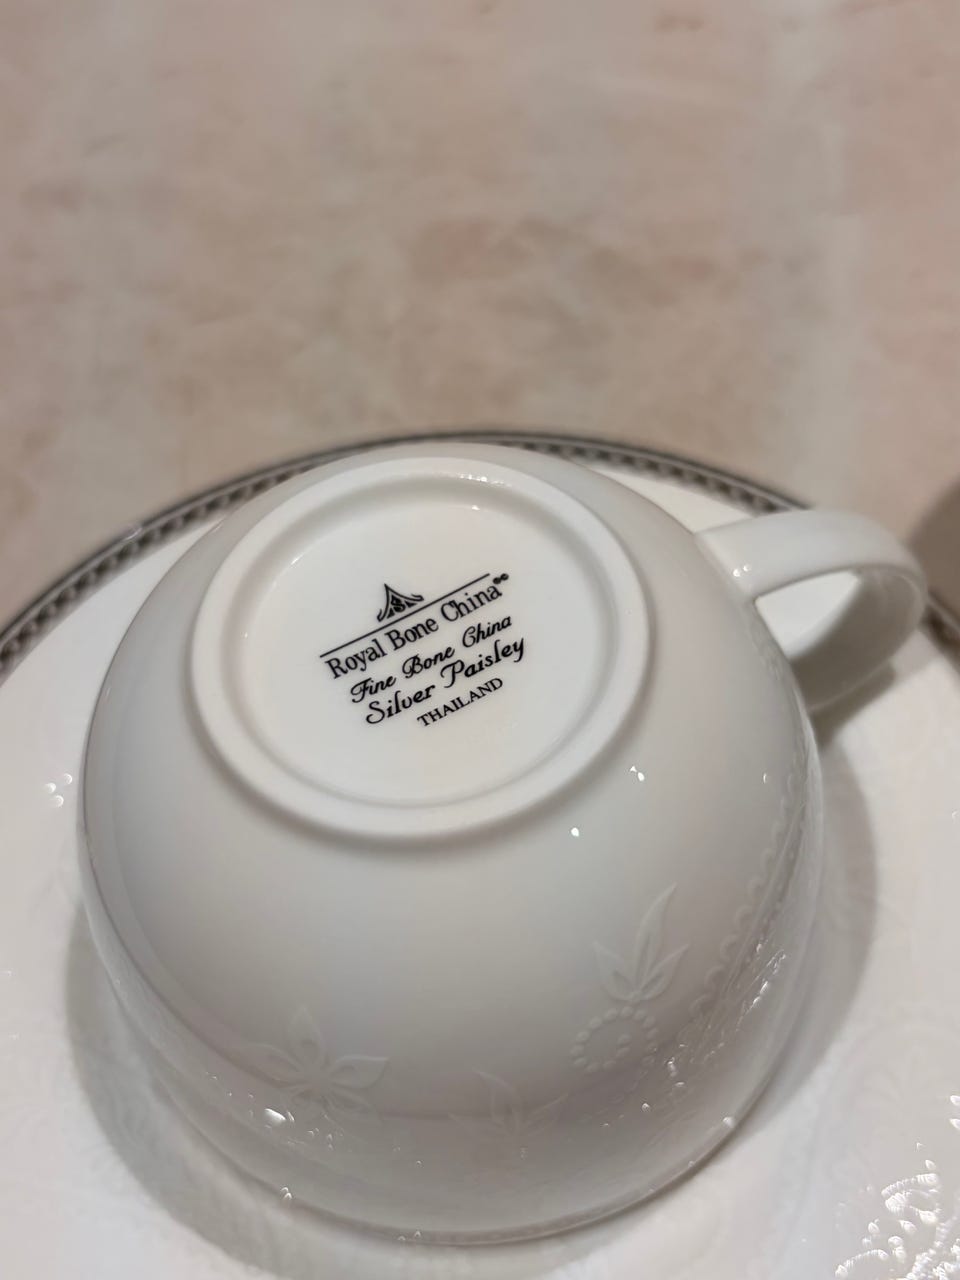 Royal Bone China
Fine Bone China
Silver Paisley
THAILAND